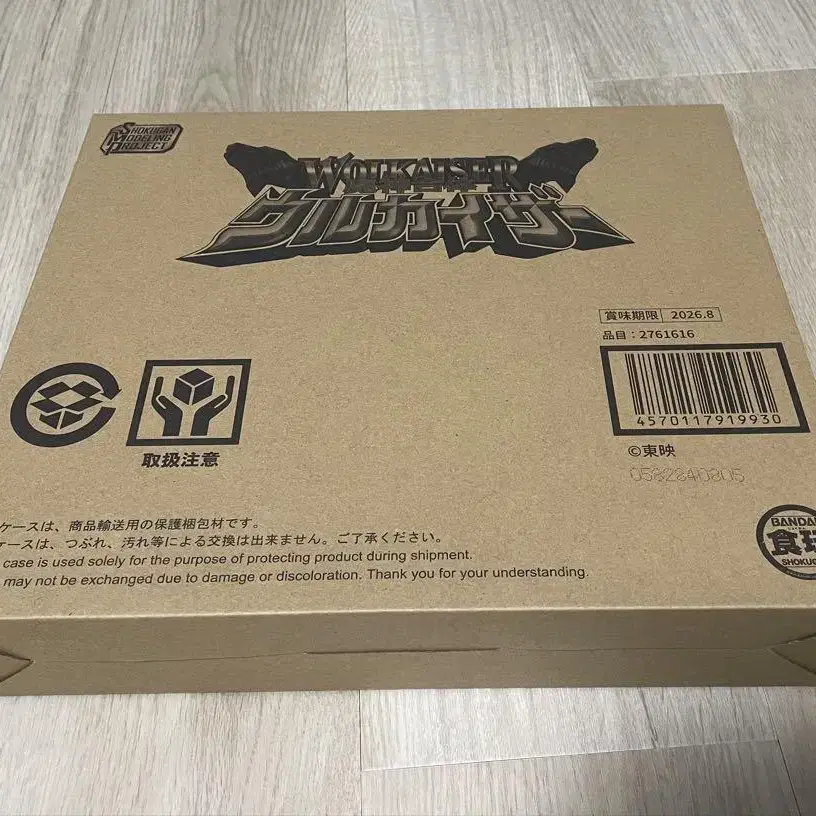 SHOKUGAN
MODELING
PROJECT
WOLKAISER
ウルカイザー
賞味期限 2026.8
品目：2761616
4570117919930
©東映
取扱注意
ケースは、商品輸送用の保護梱包材です。
ケースは、つぶれ、汚れ等による交換は出来ません。ご了承ください。
case is used solely for the purpose of protecting product during shipment.
may not be exchanged due to damage or discoloration. Thank you for your understanding.
BANDAI
食玩